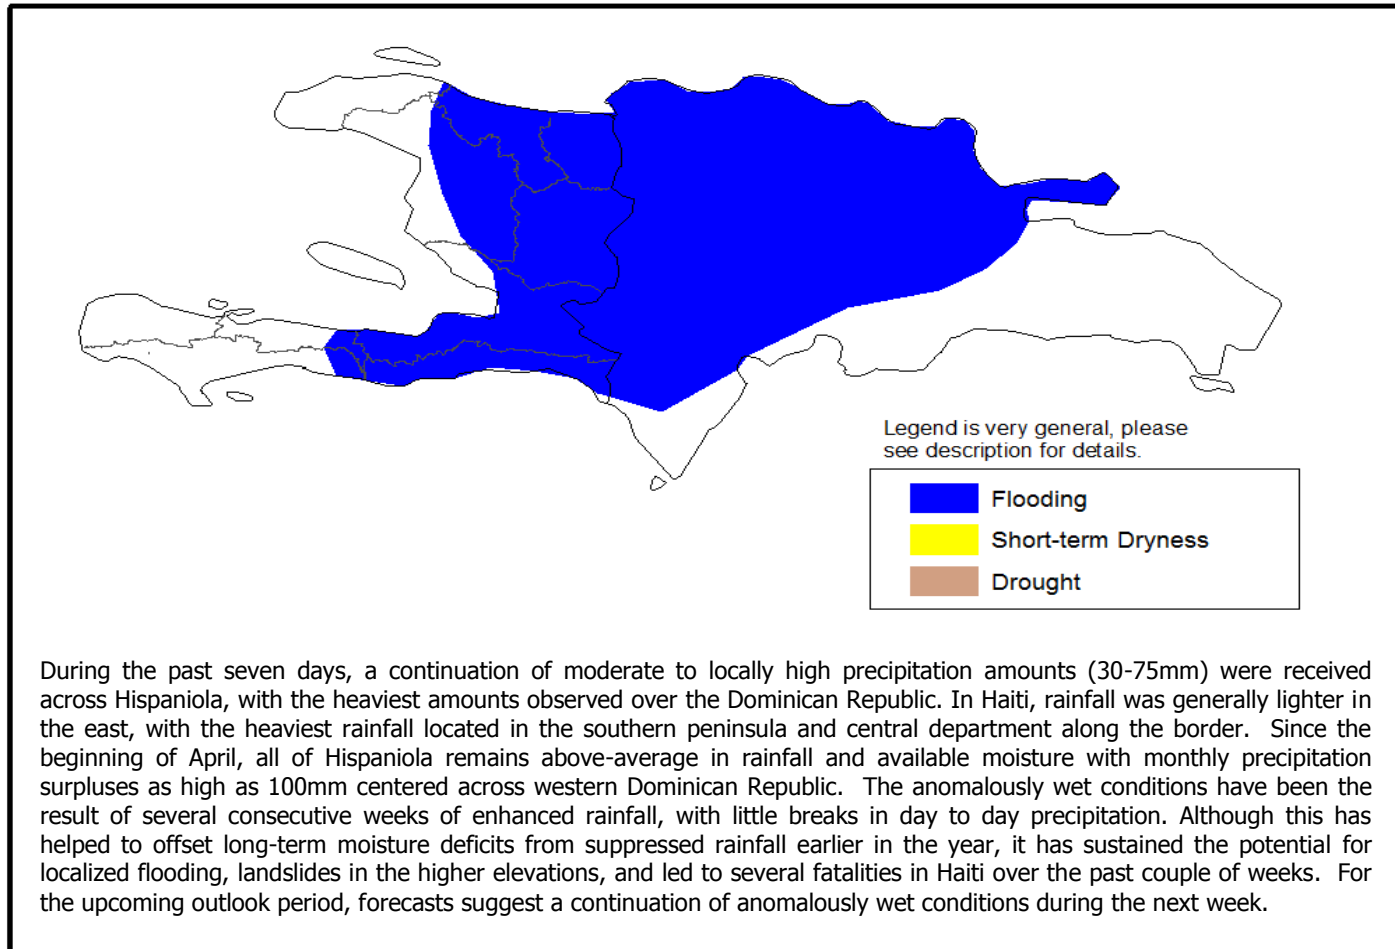 Legend is very general, please
see description for details.
Flooding
Short-term Dryness
Drought
During the past seven days, a continuation of moderate to locally high precipitation amounts (30-75mm) were received
across Hispaniola, with the heaviest amounts observed over the Dominican Republic. In Haiti, rainfall was generally lighter in
the east, with the heaviest rainfall located in the southern peninsula and central department along the border. Since the
beginning of April, all of Hispaniola remains above-average in rainfall and available moisture with monthly precipitation
surpluses as high as 100mm centered across western Dominican Republic. The anomalously wet conditions have been the
result of several consecutive weeks of enhanced rainfall, with little breaks in day to day precipitation. Although this has
helped to offset long-term moisture deficits from suppressed rainfall earlier in the year, it has sustained the potential for
localized flooding, landslides in the higher elevations, and led to several fatalities in Haiti over the past couple of weeks. For
the upcoming outlook period, forecasts suggest a continuation of anomalously wet conditions during the next week.